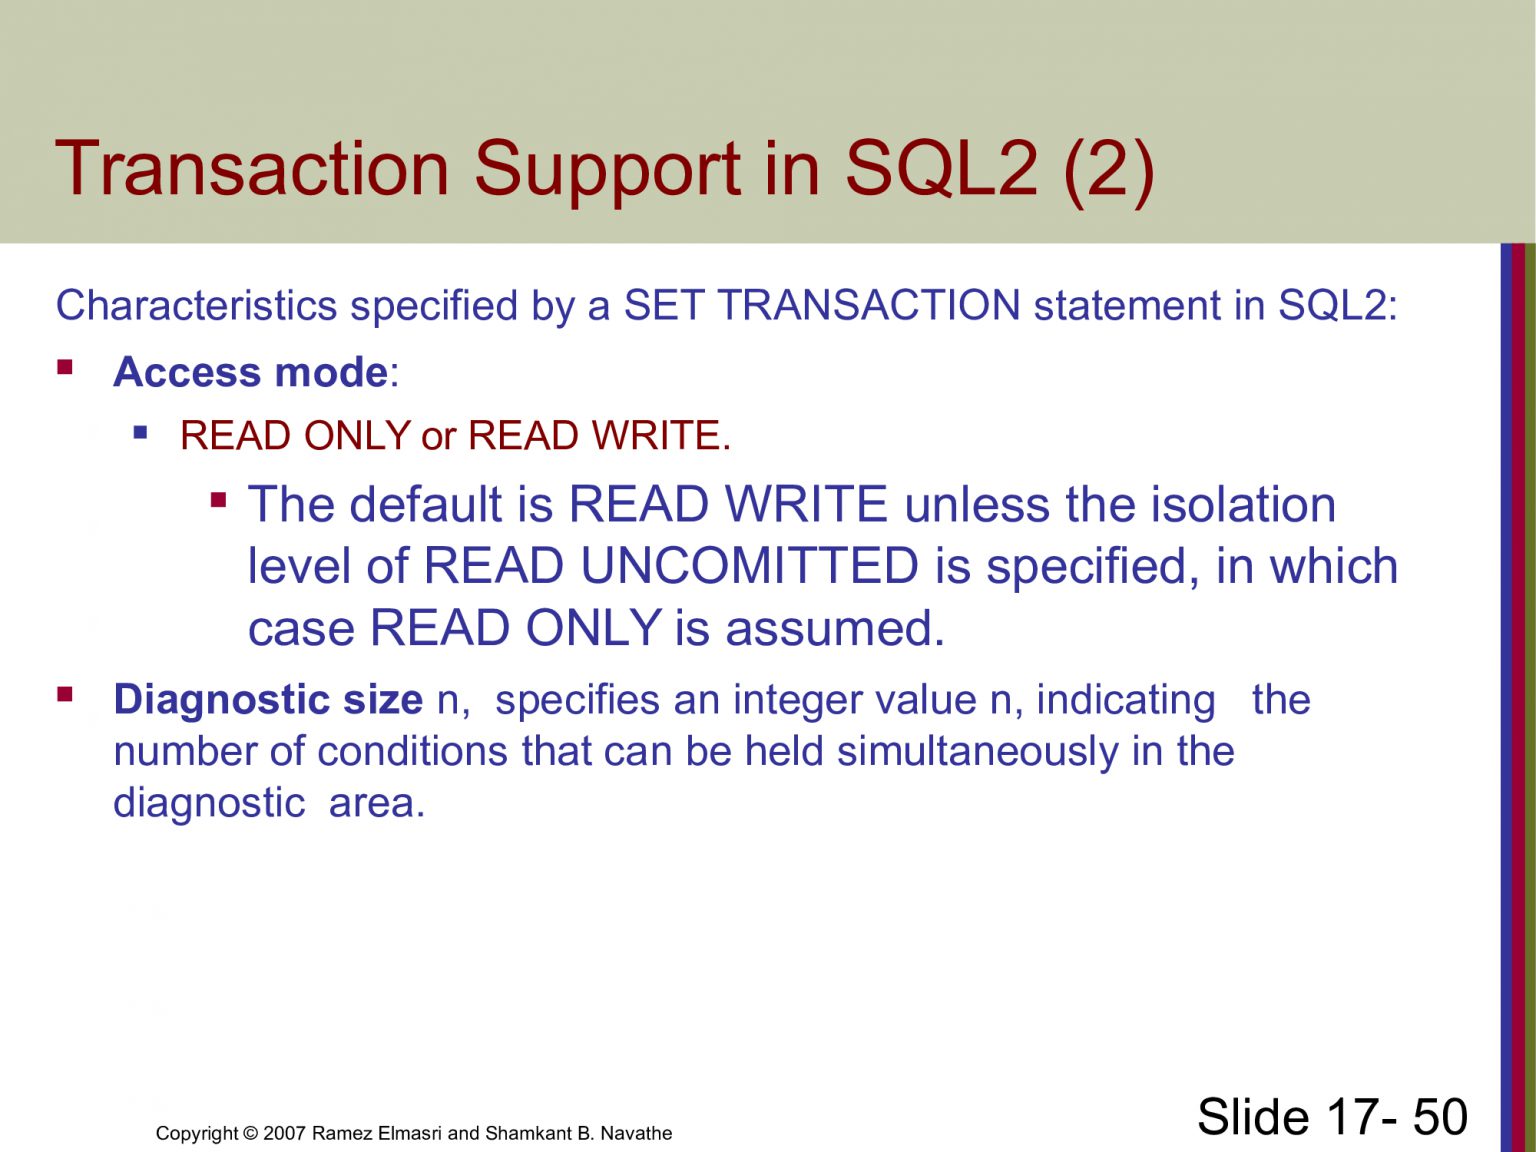 Transaction Support in SQL2 (2)
Characteristics specified by a SET TRANSACTION statement in SQL2:
Access mode:
READ ONLY or READ WRITE.
The default is READ WRITE unless the isolation
level of READ UNCOMITTED is specified, in which
case READ ONLY is assumed.
Diagnostic size n, specifies an integer value n, indicating the
number of conditions that can be held simultaneously in the
diagnostic area.
Copyright © 2007 Ramez Elmasri and Shamkant B. Navathe
Slide 17- 50